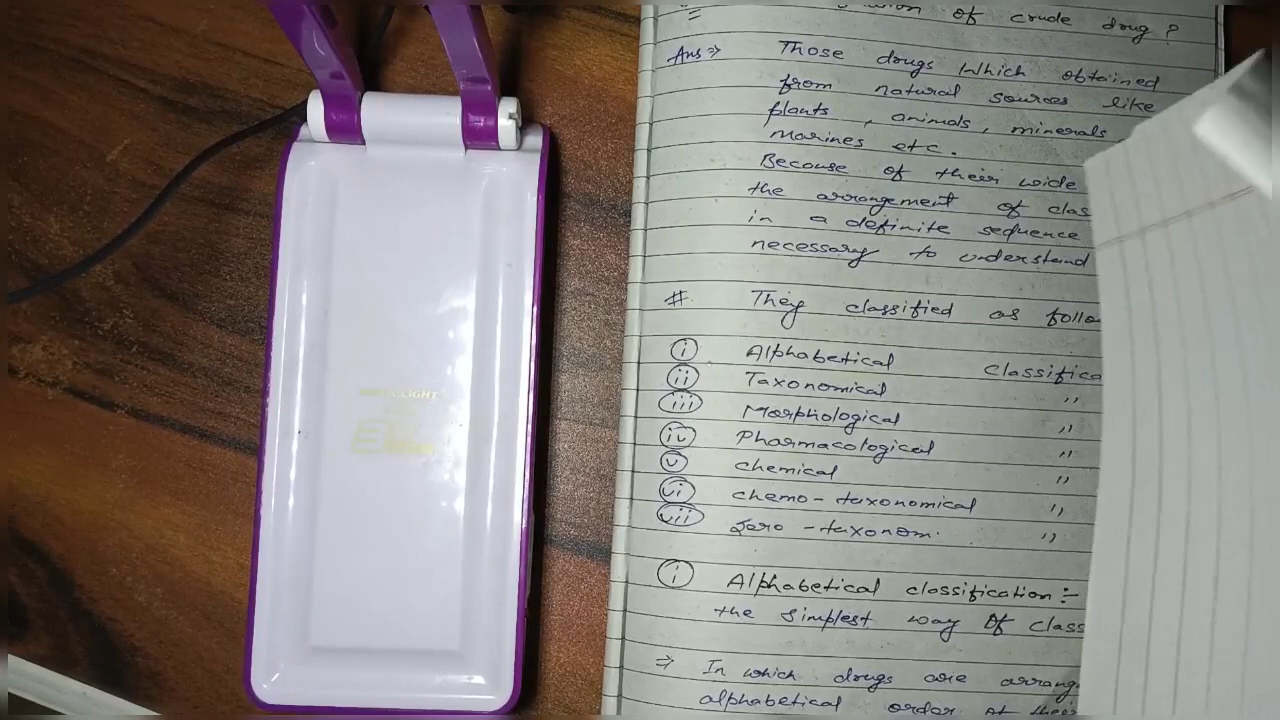 of crude drug ?
Ans ⇒ Those drugs Which obtained
from natural sources like
plants , animals, minerals
marines etc.
Because of their wide
the arrangement of clas
in a definite sequence
necessary to understand
# They classified as follo
i Alphabetical Classifica
ii Taxonomical ,,
iii Morphological ,,
iv Pharmacological ,,
v chemical ,,
vi chemo - taxonomical ,,
vii - taxonom. ,,
i Alphabetical classification :-
the simplest way of class
⇒ In which drugs are arrang
alphabetical order at their
LIGHT